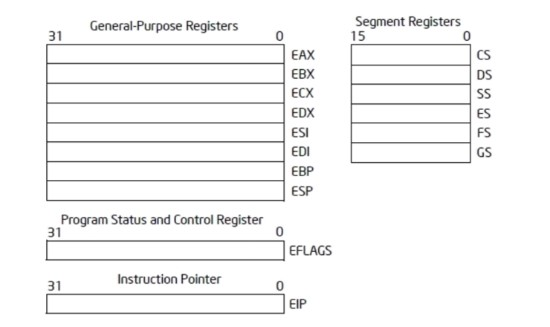 General-Purpose Registers
31 0
EAX
EBX
ECX
EDX
ESI
EDI
EBP
ESP
Segment Registers
15 0
CS
DS
SS
ES
FS
GS
Program Status and Control Register
31 0
EFLAGS
Instruction Pointer
31 0
EIP